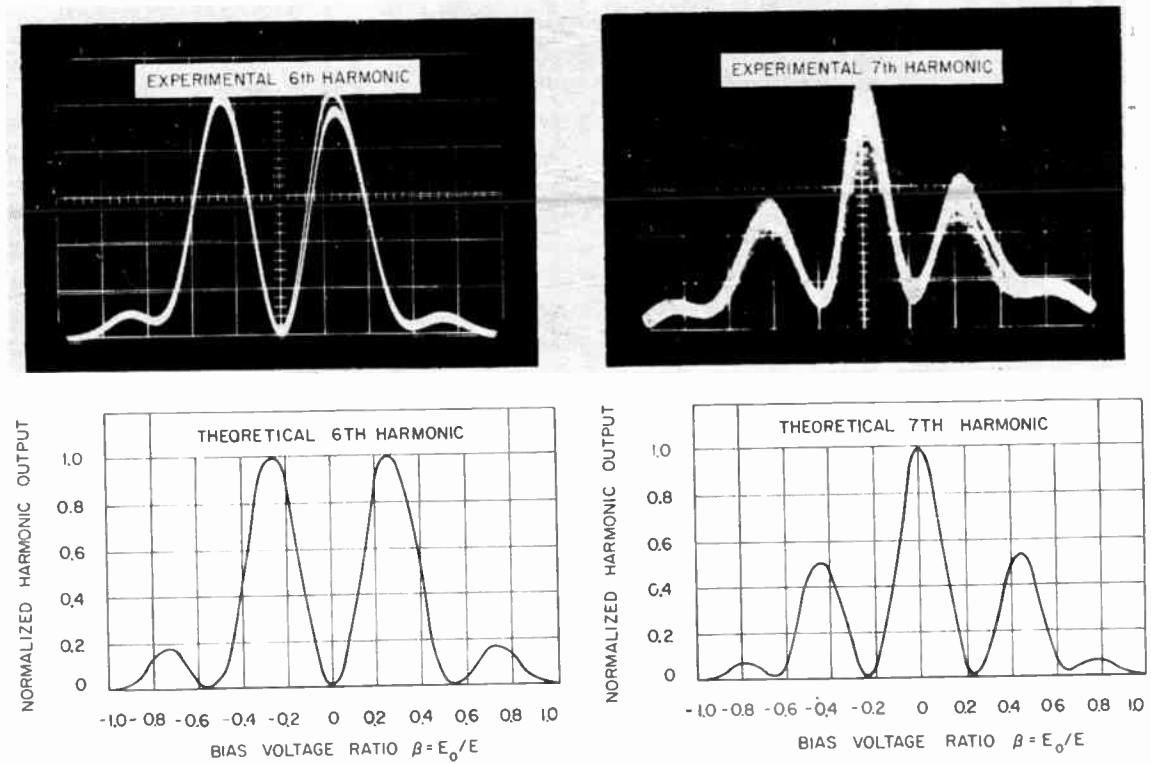 EXPERIMENTAL 6th HARMONIC
EXPERIMENTAL 7th HARMONIC
THEORETICAL 6TH HARMONIC
NORMALIZED HARMONIC OUTPUT
1.0
0.8
0.6
0.4
0.2
0
-1.0 -0.8 -0.6 -0.4 -0.2 0 0.2 0.4 0.6 0.8 1.0
BIAS VOLTAGE RATIO β = E₀/E
THEORETICAL 7TH HARMONIC
NORMALIZED HARMONIC OUTPUT
1.0
0.8
0.6
0.4
0.2
0
-1.0 -0.8 -0.6 -0.4 -0.2 0 0.2 0.4 0.6 0.8 1.0
BIAS VOLTAGE RATIO β = E₀/E